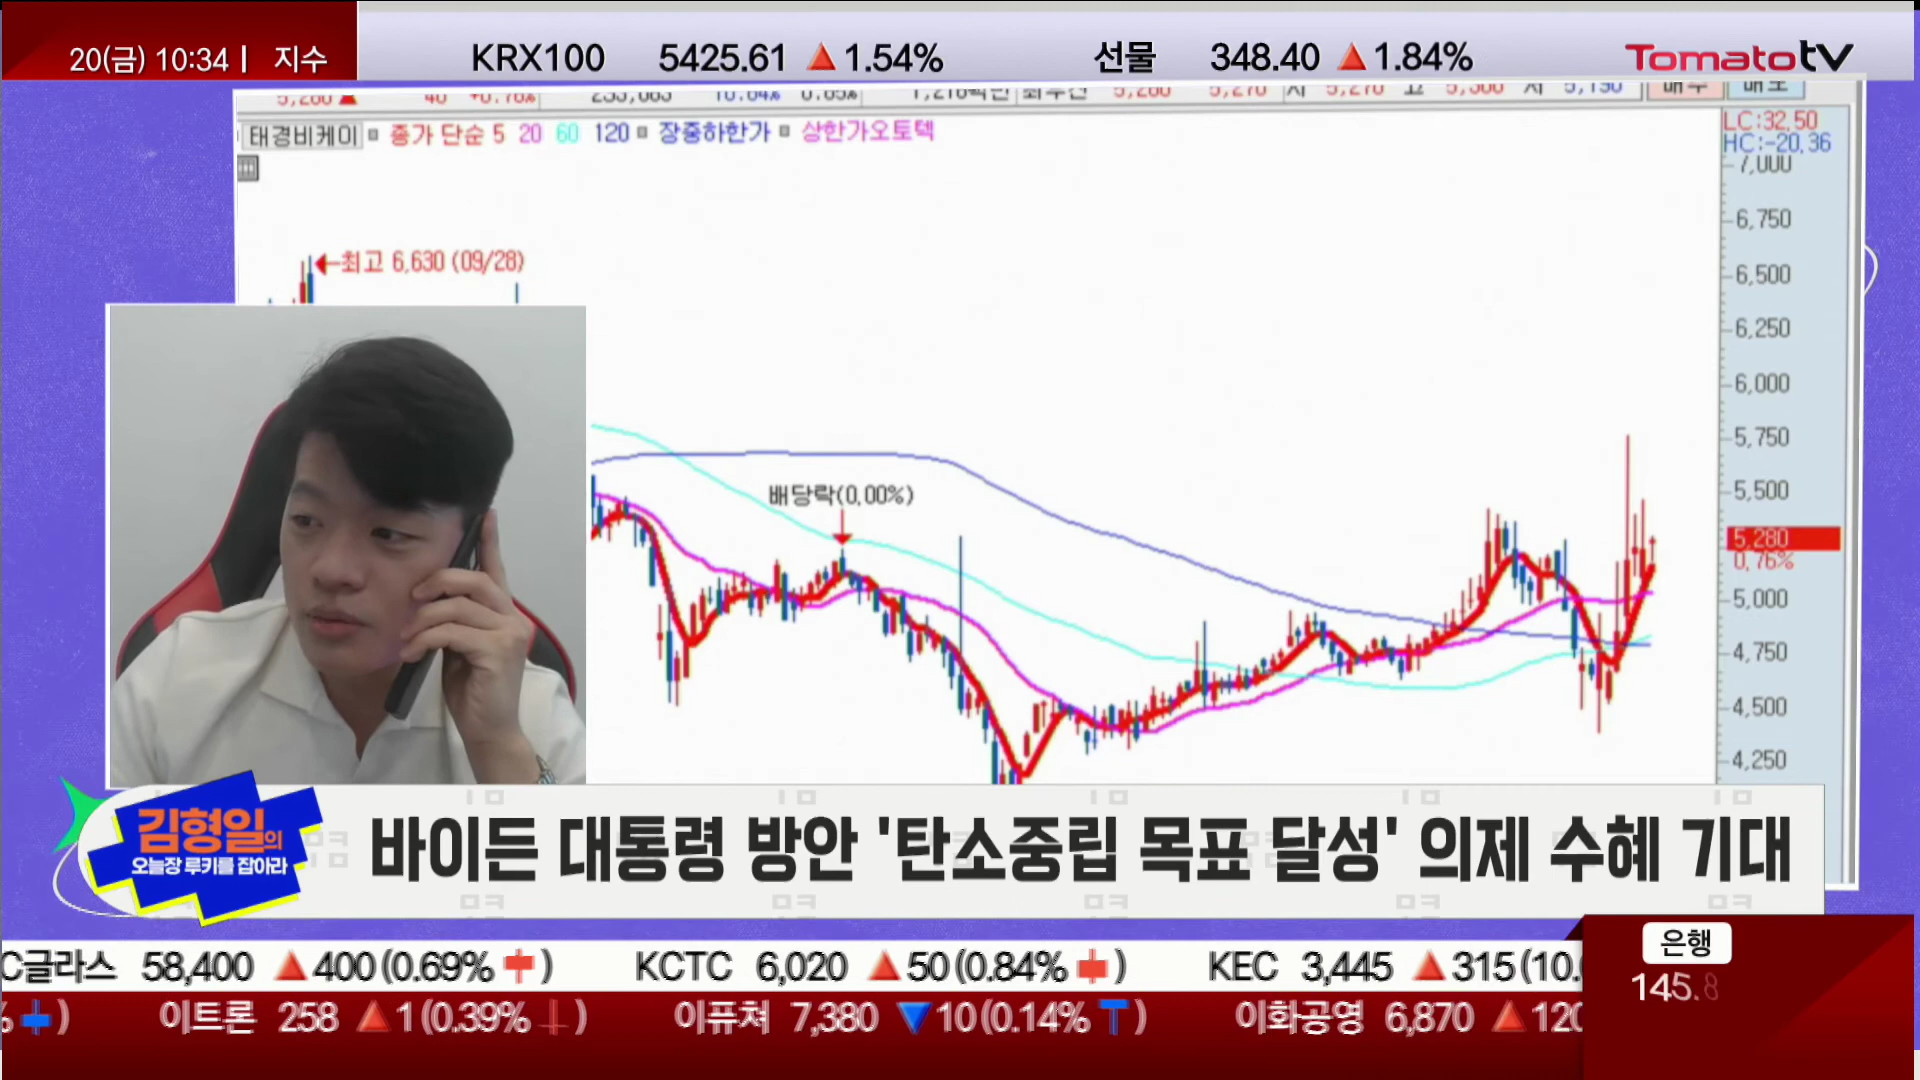 20(금) 10:34 | 지수
KRX100 5425.61 ▲ 1.54% 선물 348.40 ▲ 1.84%
Tomato tv
태경비케이 종가 단순 5 20 60 120 장중하한가 상한가오토텍
LC:32.50
HC:-20.36
7,000
6,750
최고 6,630 (09/28)
6,500
6,250
6,000
5,750
배당락(0.00%)
5,500
5,280
0.76%
5,000
4,750
4,500
4,250
김형일의
오늘장 루키를 잡아라
바이든 대통령 방안 '탄소중립 목표 달성' 의제 수혜 기대
C글라스 58,400 ▲ 400 (0.69% ) KCTC 6,020 ▲ 50 (0.84% ) KEC 3,445 ▲ 315 (10.
은행
145.8
% ) 이트론 258 ▲ 1 (0.39% ) 이퓨쳐 7,380 ▼ 10 (0.14% ) 이화공영 6,870 ▲ 120